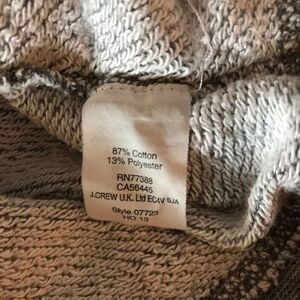 87% Cotton
13% Polyester
RN77388
CA56445
J.CREW U.K. Ltd EC4V 6JA
Style 07723
HO 13